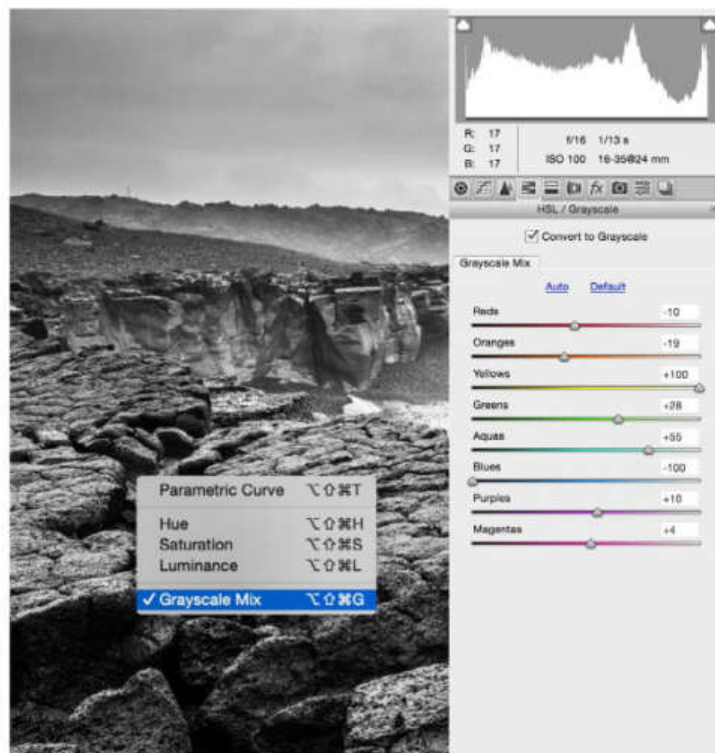 R: 17
G: 17
B: 17
f/16 1/13 s
ISO 100 16-35@24 mm
fx
HSL / Grayscale
Convert to Grayscale
Grayscale Mix
Auto Default
Reds -10
Oranges -19
Yellows +100
Greens +28
Aquas +55
Blues -100
Purples +10
Magentas +4
Parametric Curve ⌥⇧⌘T
Hue ⌥⇧⌘H
Saturation ⌥⇧⌘S
Luminance ⌥⇧⌘L
✓ Grayscale Mix ⌥⇧⌘G